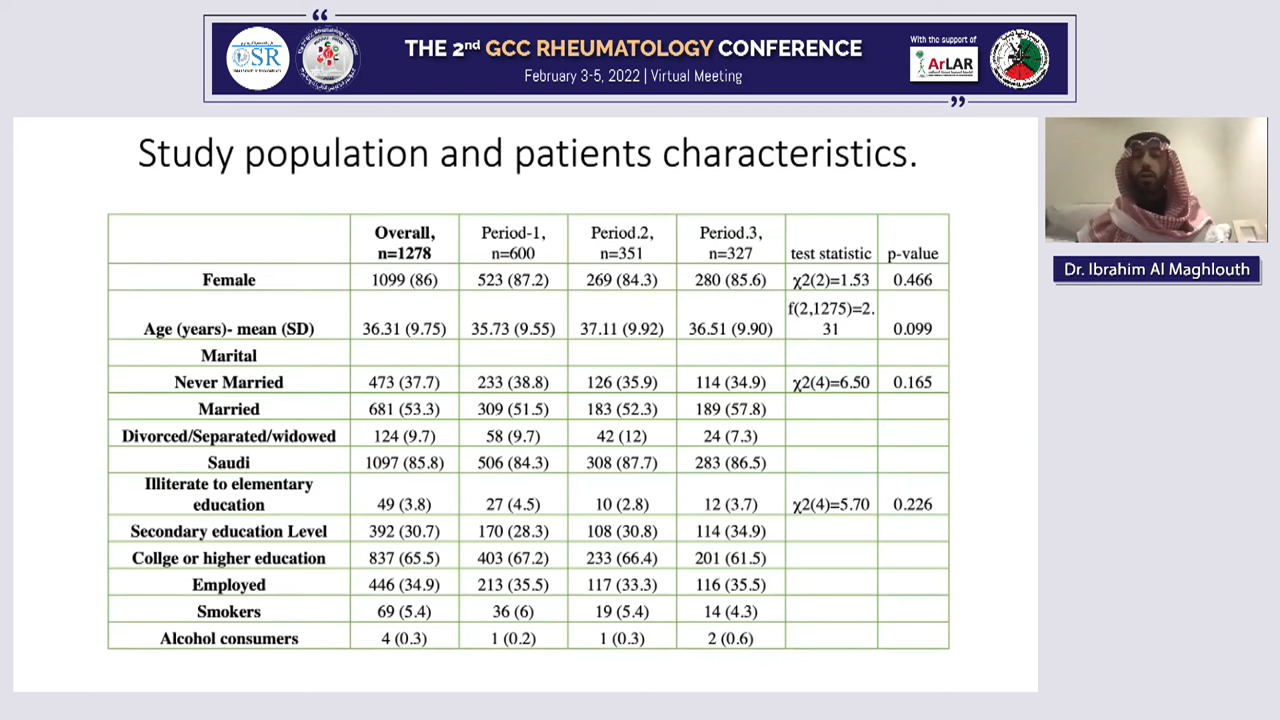 “
THE 2nd GCC RHEUMATOLOGY CONFERENCE
February 3-5, 2022 | Virtual Meeting
SR
With the support of
ArLAR
”
Study population and patients characteristics.
Overall, n=1278 Period-1, n=600 Period.2, n=351 Period.3, n=327 test statistic p-value
Female 1099 (86) 523 (87.2) 269 (84.3) 280 (85.6) χ2(2)=1.53 0.466
Age (years)- mean (SD) 36.31 (9.75) 35.73 (9.55) 37.11 (9.92) 36.51 (9.90) f(2,1275)=2.31 0.099
Marital
Never Married 473 (37.7) 233 (38.8) 126 (35.9) 114 (34.9) χ2(4)=6.50 0.165
Married 681 (53.3) 309 (51.5) 183 (52.3) 189 (57.8)
Divorced/Separated/widowed 124 (9.7) 58 (9.7) 42 (12) 24 (7.3)
Saudi 1097 (85.8) 506 (84.3) 308 (87.7) 283 (86.5)
Illiterate to elementary education 49 (3.8) 27 (4.5) 10 (2.8) 12 (3.7) χ2(4)=5.70 0.226
Secondary education Level 392 (30.7) 170 (28.3) 108 (30.8) 114 (34.9)
Collge or higher education 837 (65.5) 403 (67.2) 233 (66.4) 201 (61.5)
Employed 446 (34.9) 213 (35.5) 117 (33.3) 116 (35.5)
Smokers 69 (5.4) 36 (6) 19 (5.4) 14 (4.3)
Alcohol consumers 4 (0.3) 1 (0.2) 1 (0.3) 2 (0.6)
Dr. Ibrahim Al Maghlouth